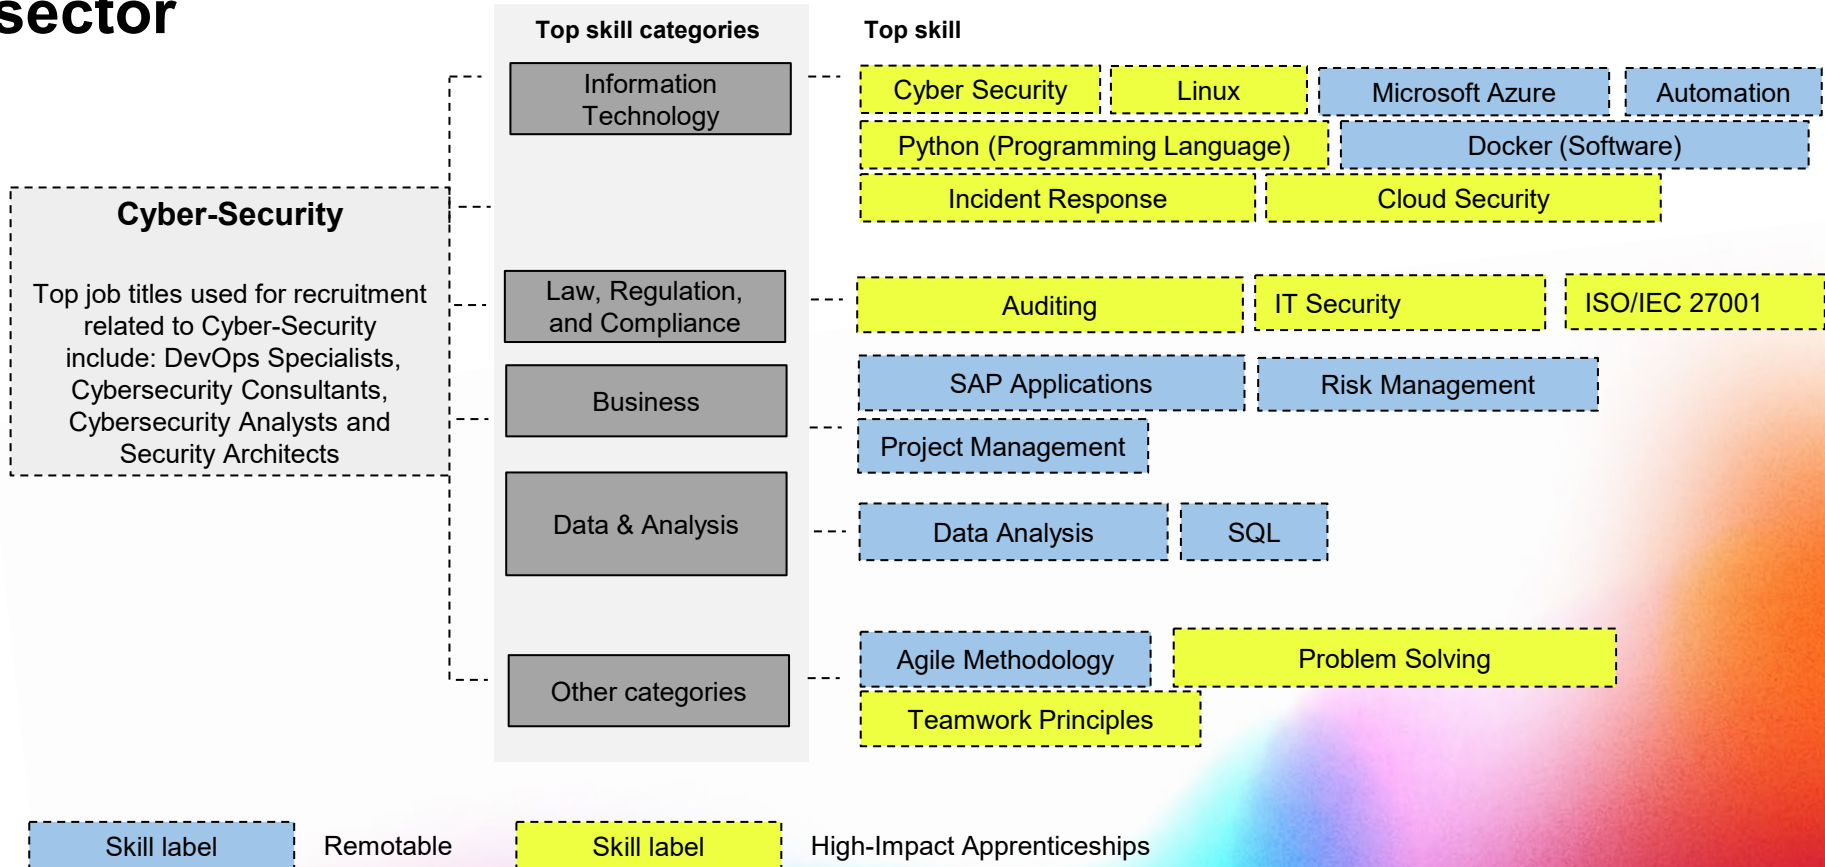 sector
Top skill categories
Top skill
Information
Technology
Cyber Security
Linux
Microsoft Azure
Automation
Python (Programming Language)
Docker (Software)
Incident Response
Cloud Security
Cyber-Security
Top job titles used for recruitment
related to Cyber-Security
include: DevOps Specialists,
Cybersecurity Consultants,
Cybersecurity Analysts and
Security Architects
Law, Regulation,
and Compliance
Auditing
IT Security
ISO/IEC 27001
Business
SAP Applications
Risk Management
Project Management
Data & Analysis
Data Analysis
SQL
Other categories
Agile Methodology
Problem Solving
Teamwork Principles
Skill label
Remotable
Skill label
High-Impact Apprenticeships